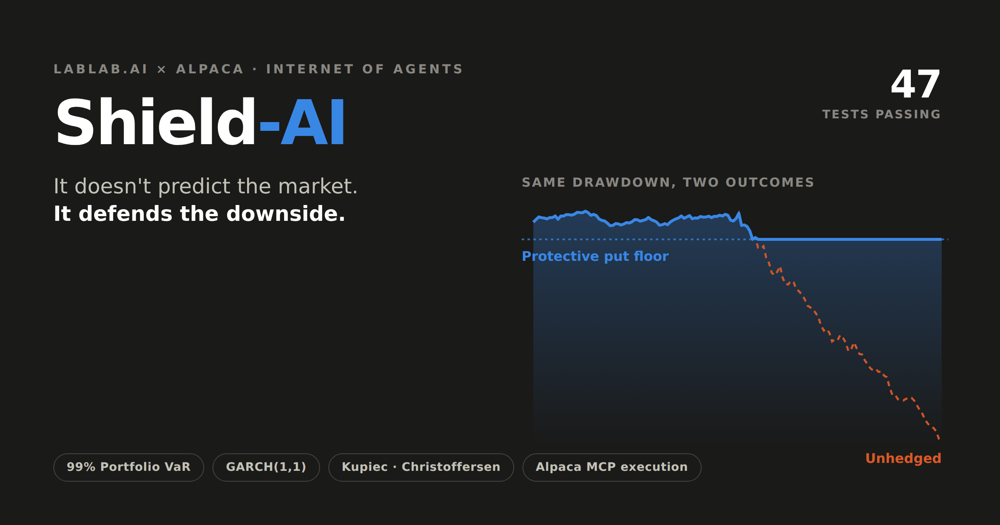 LABLAB.AI × ALPACA · INTERNET OF AGENTS
Shield-AI
It doesn't predict the market.
It defends the downside.
47
TESTS PASSING
SAME DRAWDOWN, TWO OUTCOMES
Protective put floor
Unhedged
99% Portfolio VaR
GARCH(1,1)
Kupiec · Christoffersen
Alpaca MCP execution